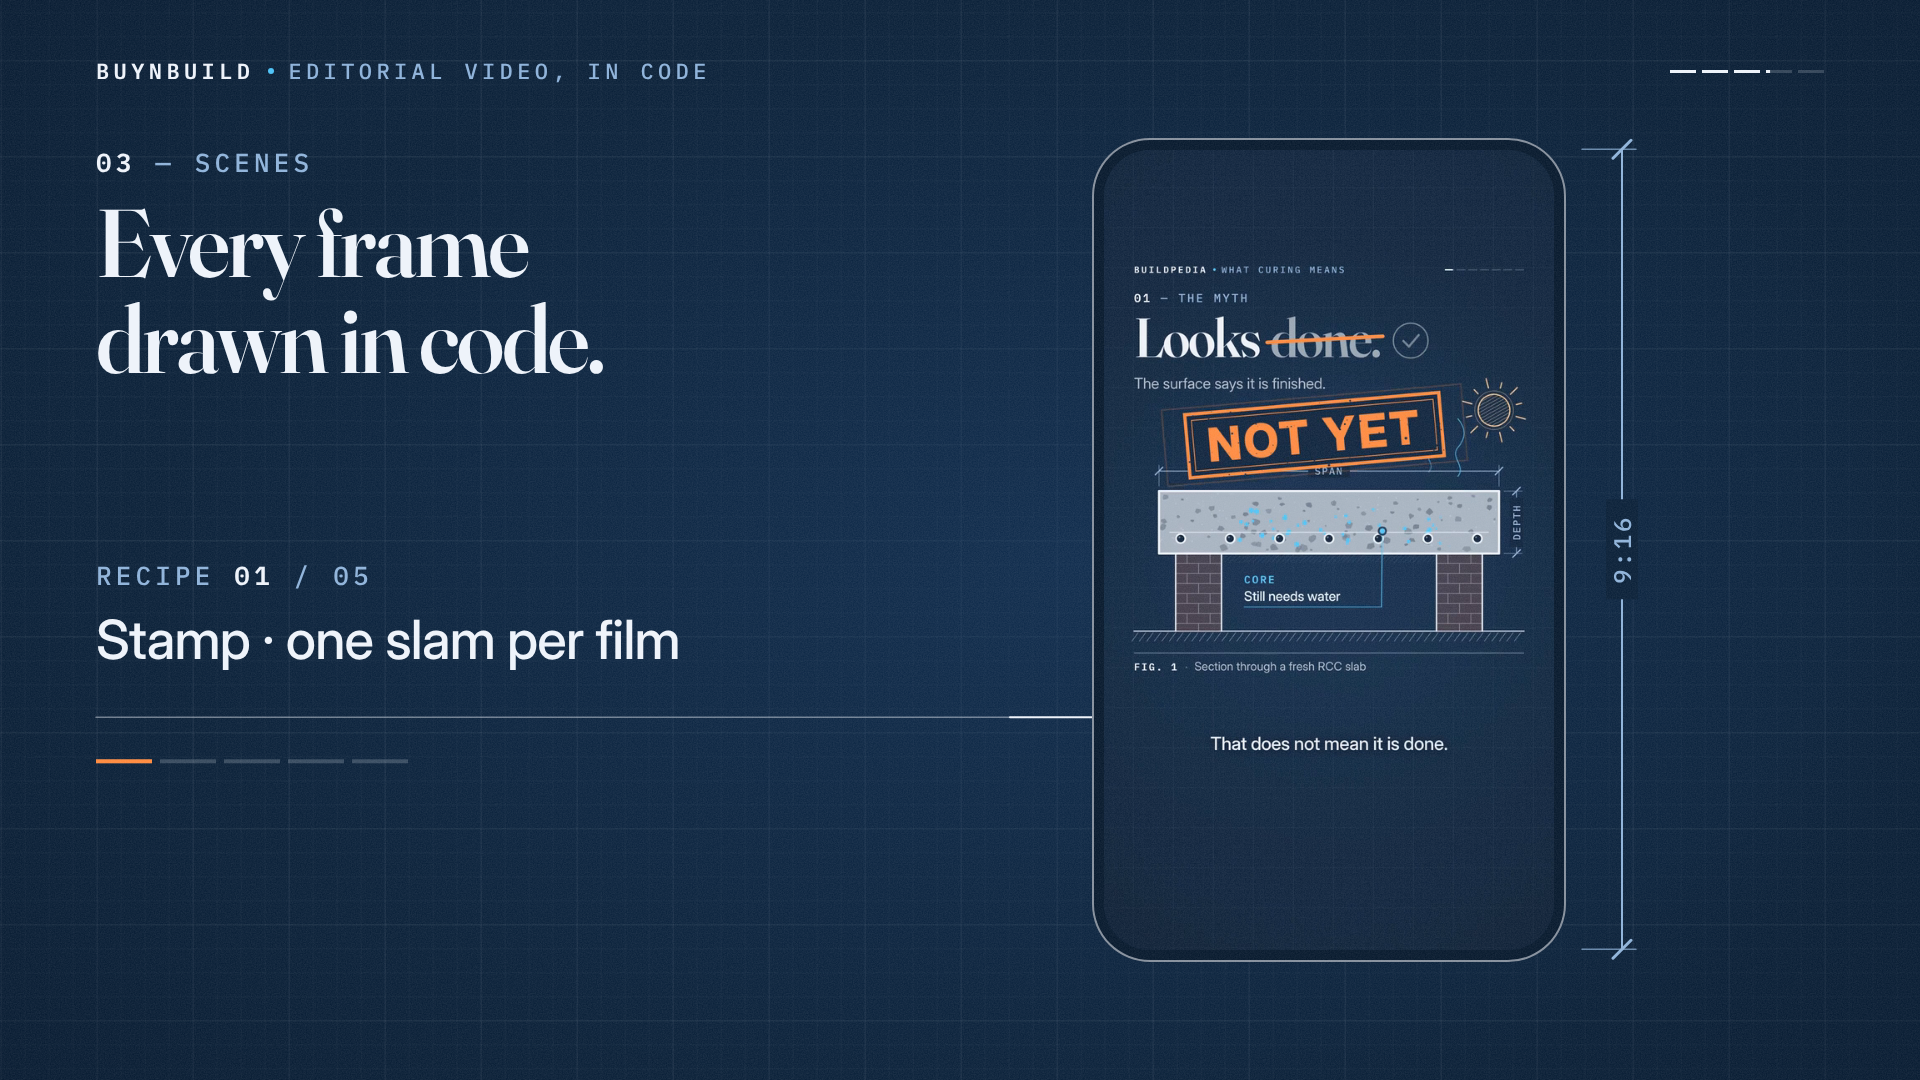 BUYNBUILD • EDITORIAL VIDEO, IN CODE
03 — SCENES
Every frame
drawn in code.
RECIPE 01 / 05
Stamp · one slam per film
BUILDPEDIA • WHAT CURING MEANS
01 — THE MYTH
Looks done.
The surface says it is finished.
NOT YET
SPAN
DEPTH
CORE
Still needs water
FIG. 1 · Section through a fresh RCC slab
That does not mean it is done.
9:16